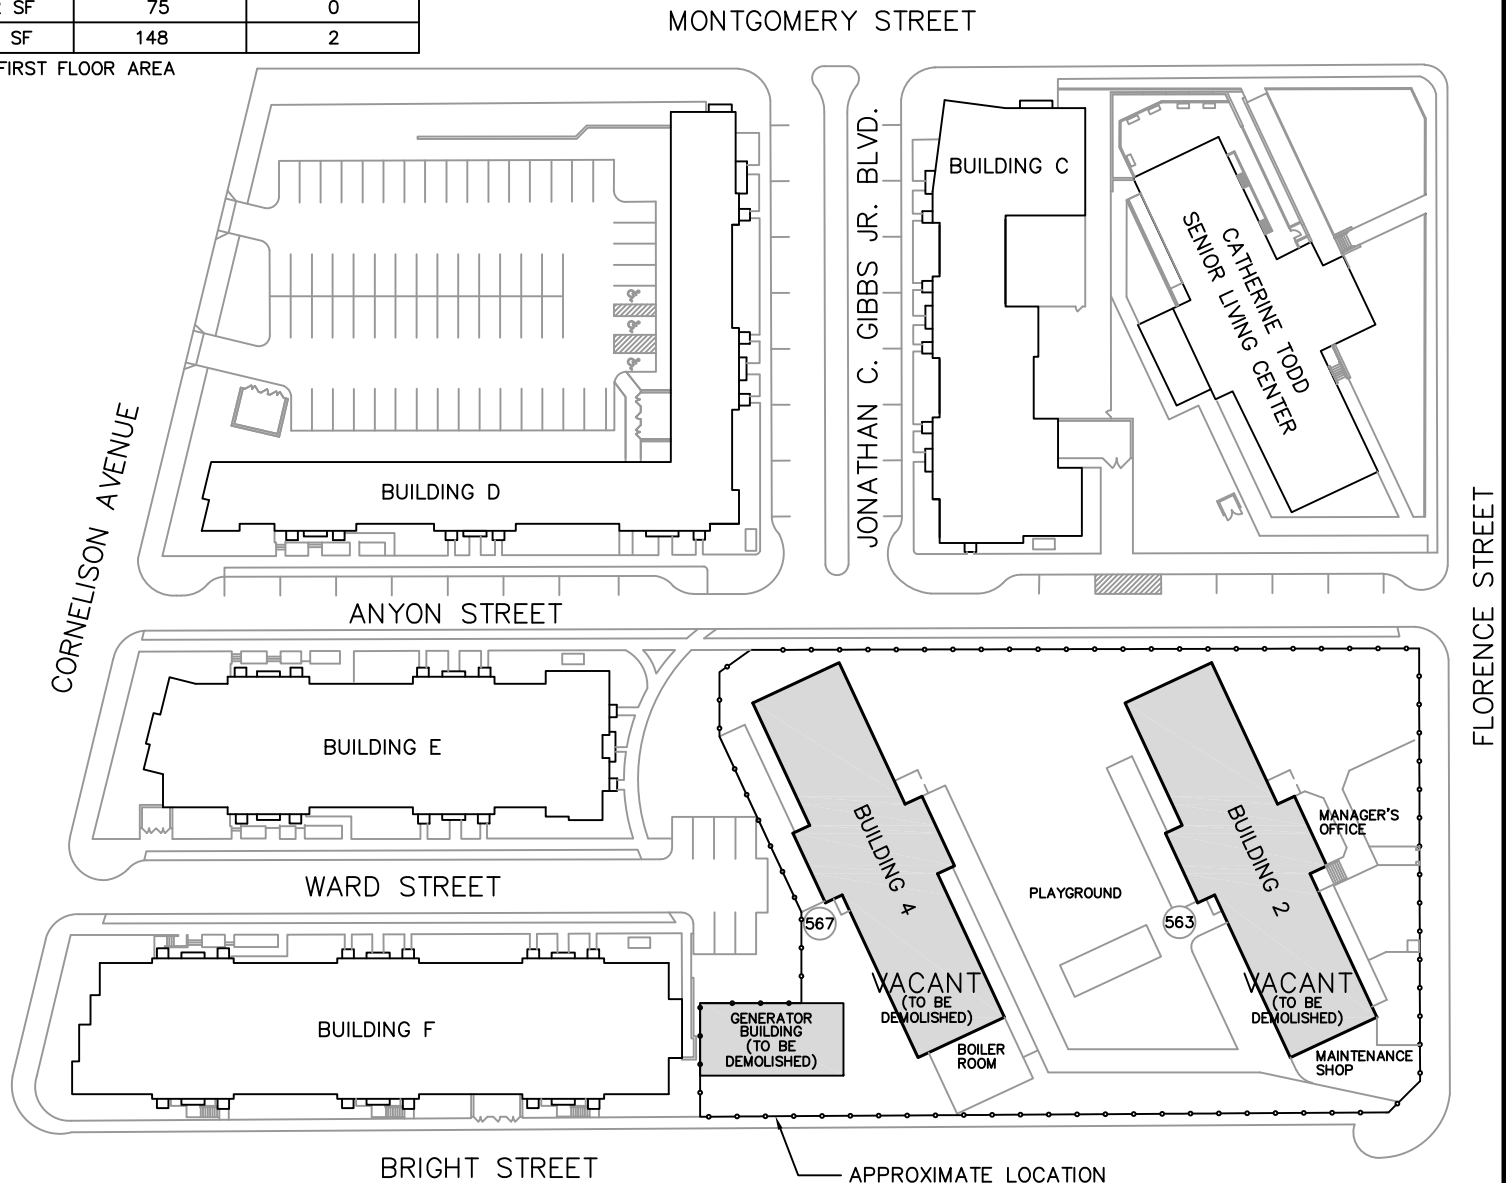 SF 75 0
SF 148 2
FIRST FLOOR AREA
MONTGOMERY STREET
JONATHAN C. GIBBS JR. BLVD.
BUILDING C
CATHERINE TODD
SENIOR LIVING CENTER
BUILDING D
CORNELISON AVENUE
ANYON STREET
FLORENCE STREET
BUILDING E
WARD STREET
BUILDING 4
BUILDING 2
MANAGER'S
OFFICE
PLAYGROUND
567
563
VACANT
(TO BE
DEMOLISHED)
VACANT
(TO BE
DEMOLISHED)
BUILDING F
GENERATOR
BUILDING
(TO BE
DEMOLISHED)
BOILER
ROOM
MAINTENANCE
SHOP
BRIGHT STREET
APPROXIMATE LOCATION